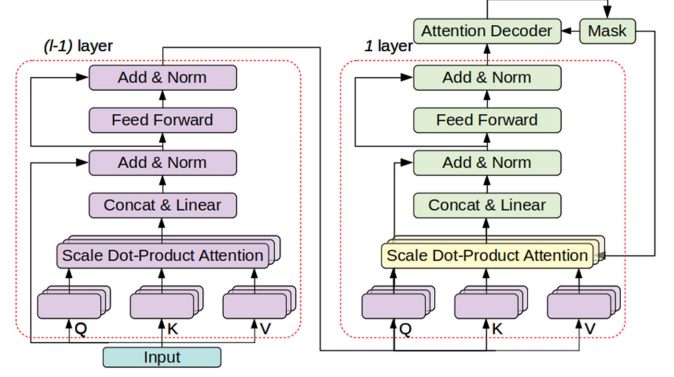 (l-1) layer
Add & Norm
Feed Forward
Add & Norm
Concat & Linear
Scale Dot-Product Attention
Q
K
V
Input
Attention Decoder
Mask
1 layer
Add & Norm
Feed Forward
Add & Norm
Concat & Linear
Scale Dot-Product Attention
Q
K
V